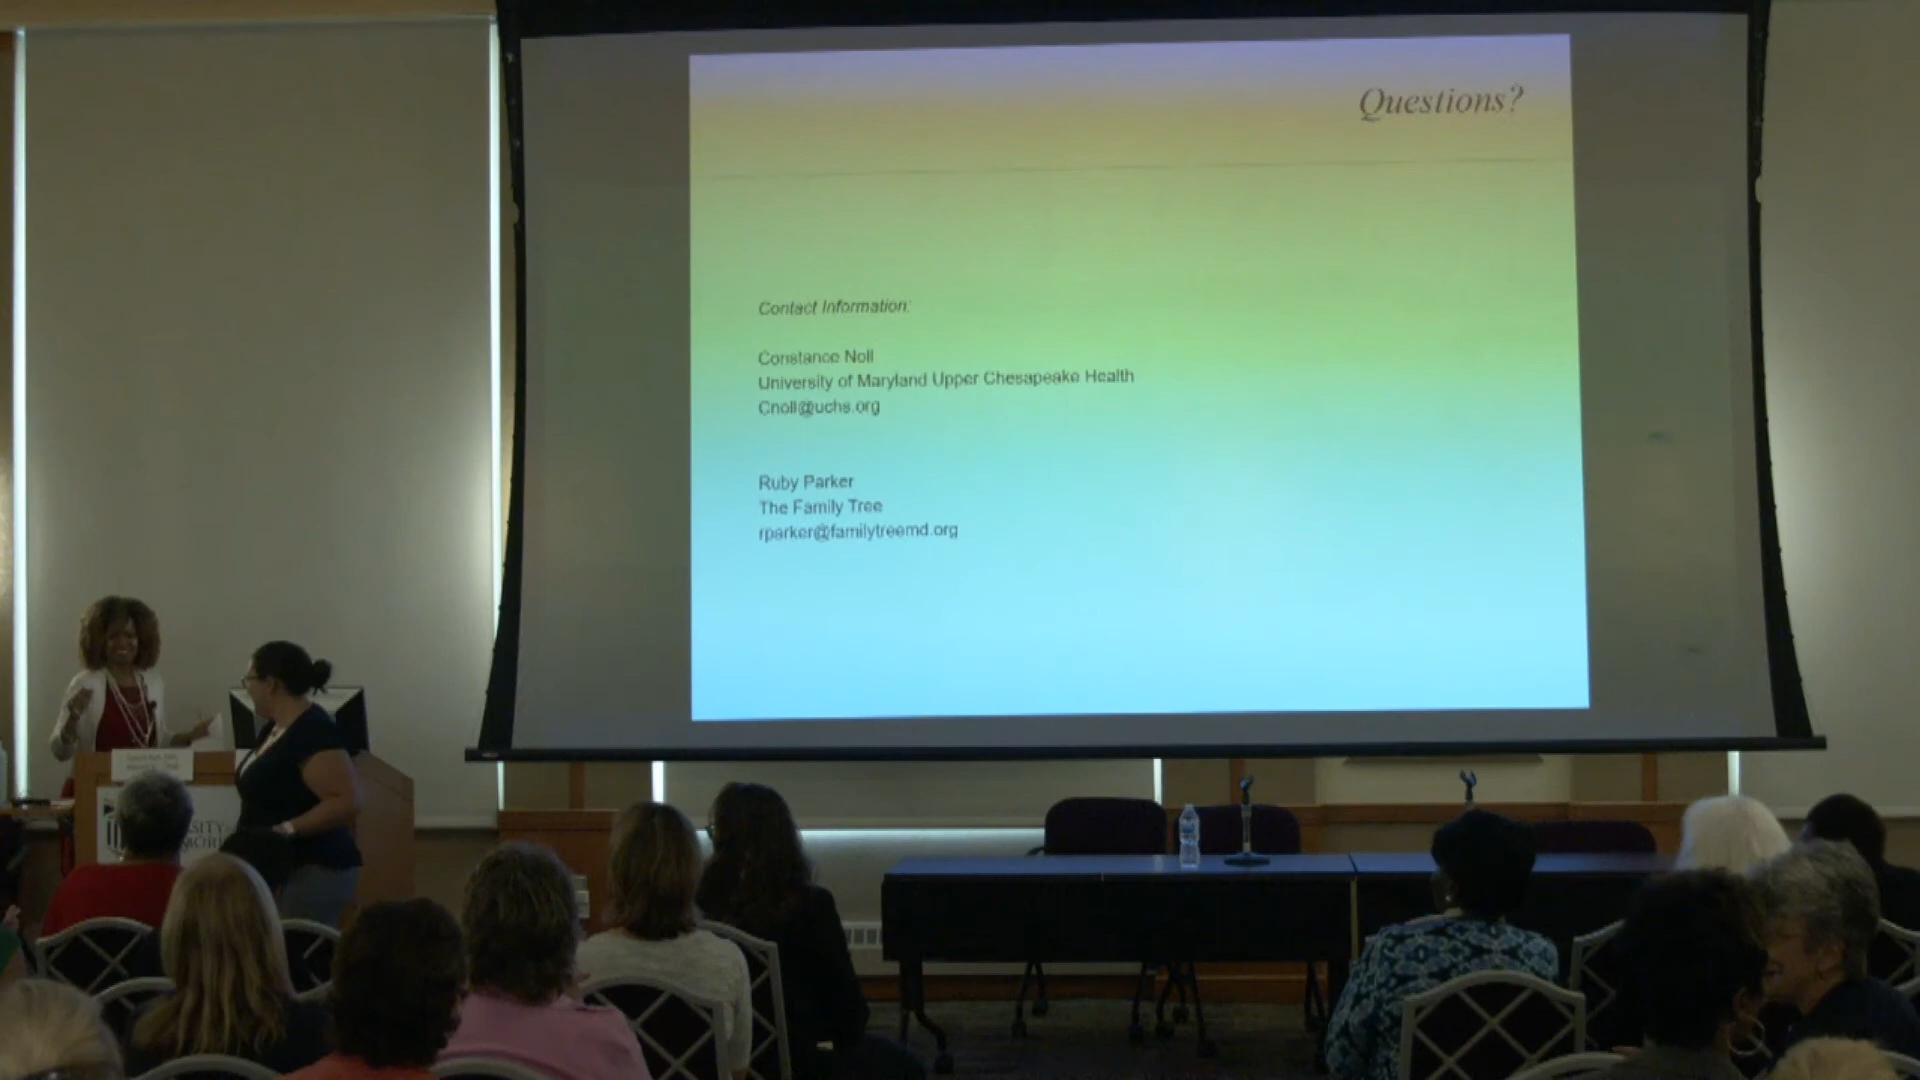 Questions?
Contact Information:
Constance Noll
University of Maryland Upper Chesapeake Health
Cnoll@uchs.org
Ruby Parker
The Family Tree
rparker@familytreemd.org